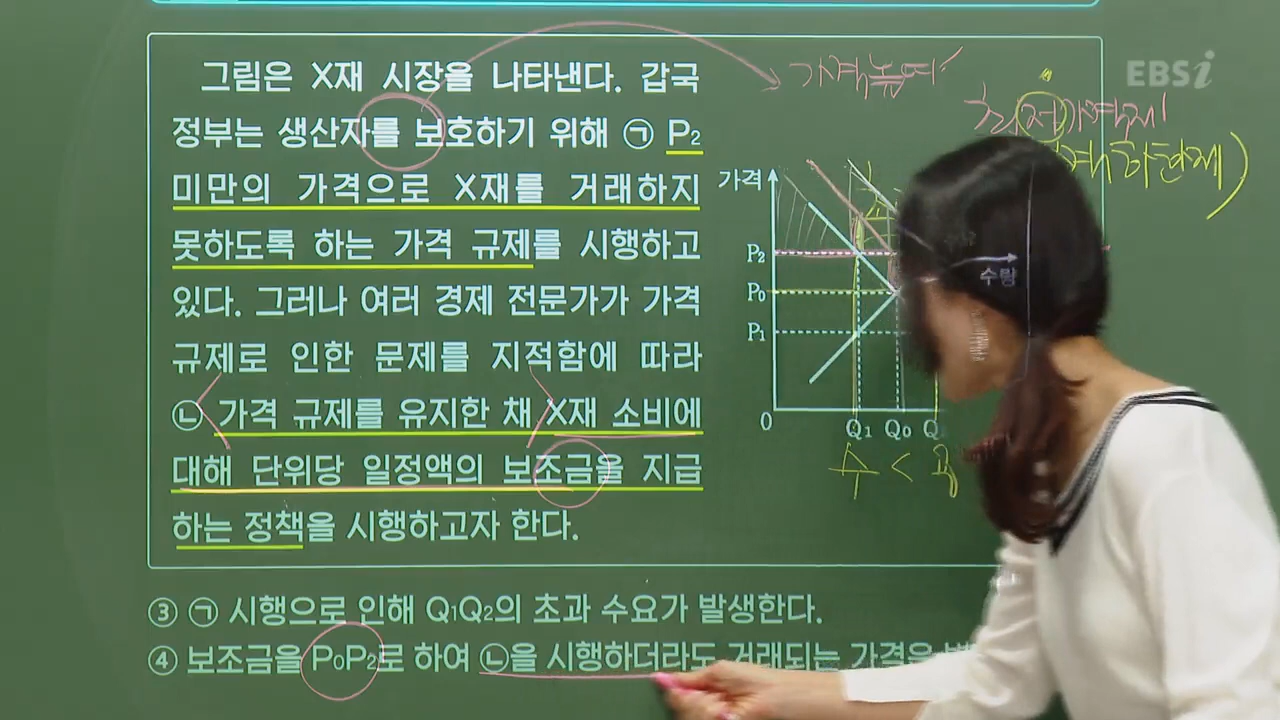 EBSi
그림은 X재 시장을 나타낸다. 갑국
정부는 생산자를 보호하기 위해 ㉠ P₂
미만의 가격으로 X재를 거래하지
못하도록 하는 가격 규제를 시행하고
있다. 그러나 여러 경제 전문가가 가격
규제로 인한 문제를 지적함에 따라
㉡ 가격 규제를 유지한 채 X재 소비에
대해 단위당 일정액의 보조금을 지급
하는 정책을 시행하고자 한다.
가격
P₂
P₀
P₁
0
Q₁ Q₀
수량
수 <
③ ㉠ 시행으로 인해 Q₁Q₂의 초과 수요가 발생한다.
④ 보조금을 P₀P₂로 하여 ㉡을 시행하더라도 거래되는 가격은